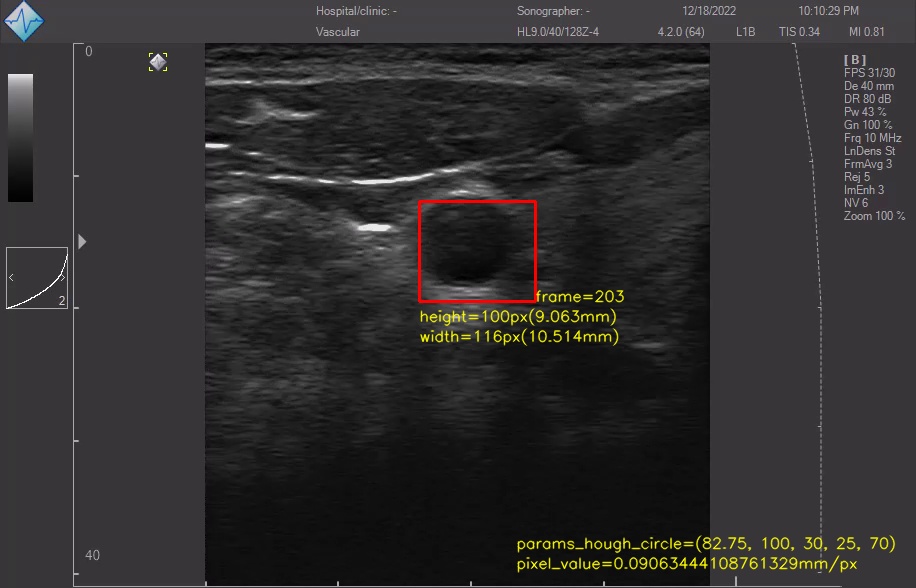 Hospital/clinic: - Sonographer: - 12/18/2022 10:10:29 PM
Vascular HL9.0/40/128Z-4 4.2.0 (64) L1B TIS 0.34 MI 0.81
0
[ B ]
FPS 31/30
De 40 mm
DR 80 dB
Pw 43 %
Gn 100 %
Frq 10 MHz
LnDens St
FrmAvg 3
Rej 5
ImEnh 3
NV 6
Zoom 100 %
2
frame=203
height=100px(9.063mm)
width=116px(10.514mm)
40
params_hough_circle=(82.75, 100, 30, 25, 70)
pixel_value=0.09063444108761329mm/px